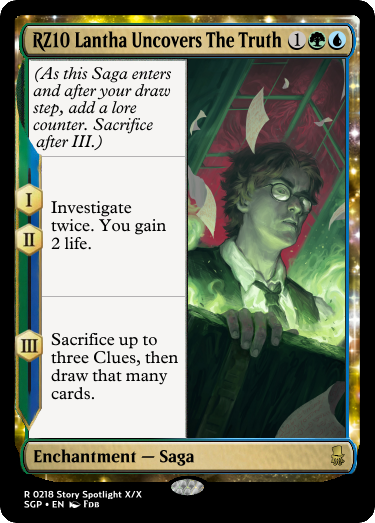 RZ10 Lantha Uncovers The Truth 1
(As this Saga enters
and after your draw
step, add a lore
counter. Sacrifice
after III.)
I
II
Investigate
twice. You gain
2 life.
III
Sacrifice up to
three Clues, then
draw that many
cards.
Enchantment — Saga
R 0218 Story Spotlight X/X
SGP • EN FDB